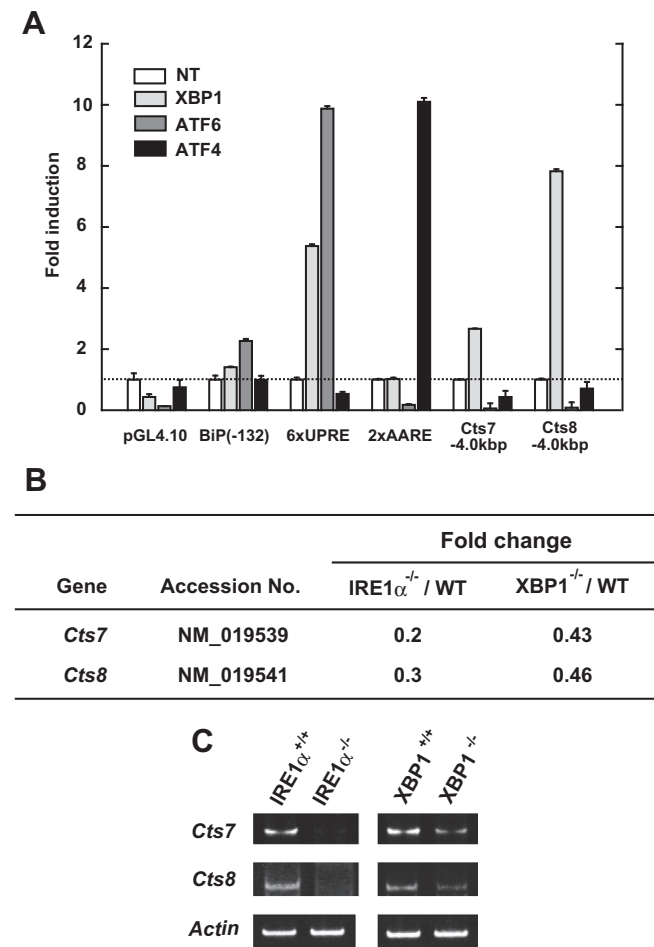 A
12
10
8
6
4
2
0
Fold induction
NT
XBP1
ATF6
ATF4
pGL4.10 BiP(-132) 6xUPRE 2xAARE Cts7 -4.0kbp Cts8 -4.0kbp
B
Fold change
Gene Accession No. IRE1α-/- / WT XBP1-/- / WT
Cts7 NM_019539 0.2 0.43
Cts8 NM_019541 0.3 0.46
C
IRE1α+/+ IRE1α-/- XBP1+/+ XBP1-/-
Cts7
Cts8
Actin